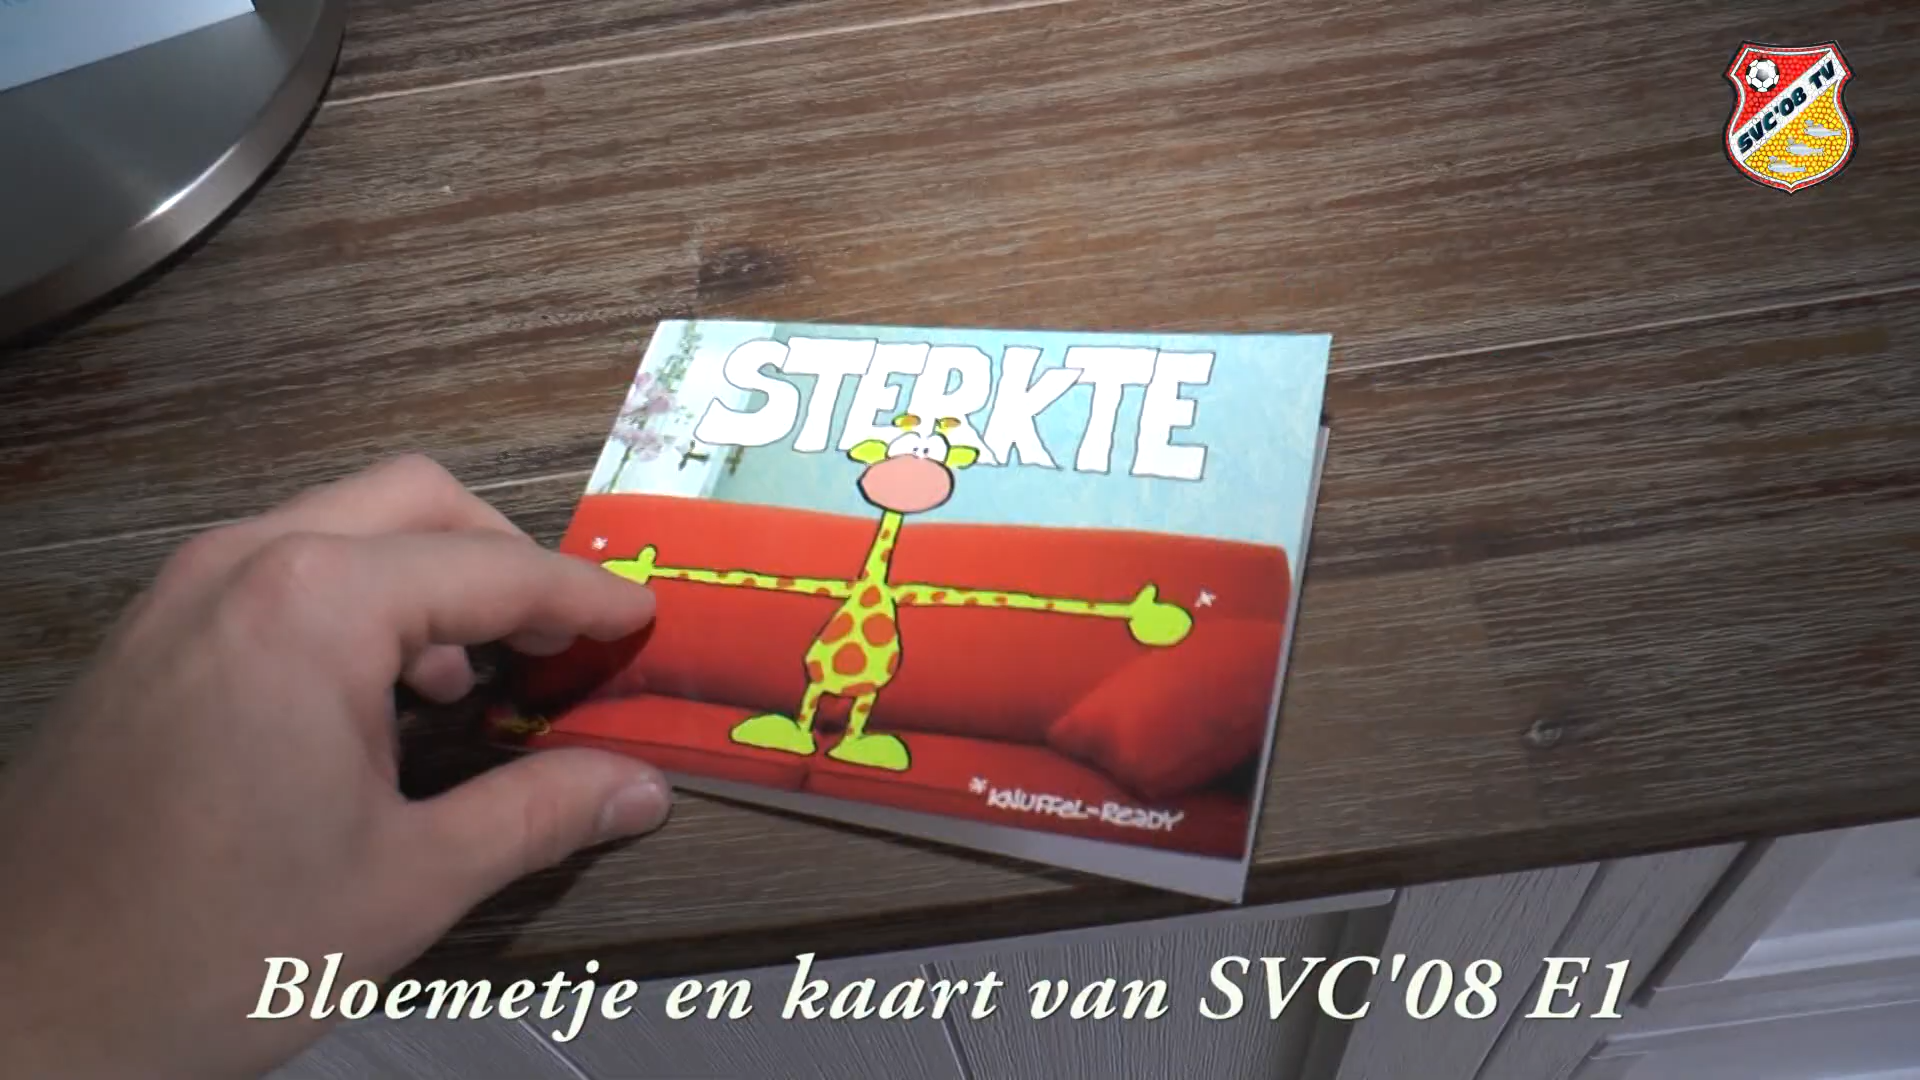 SVC'08 TV
STERKTE
*KNUFFEL-READY
Bloemetje en kaart van SVC'08 E1